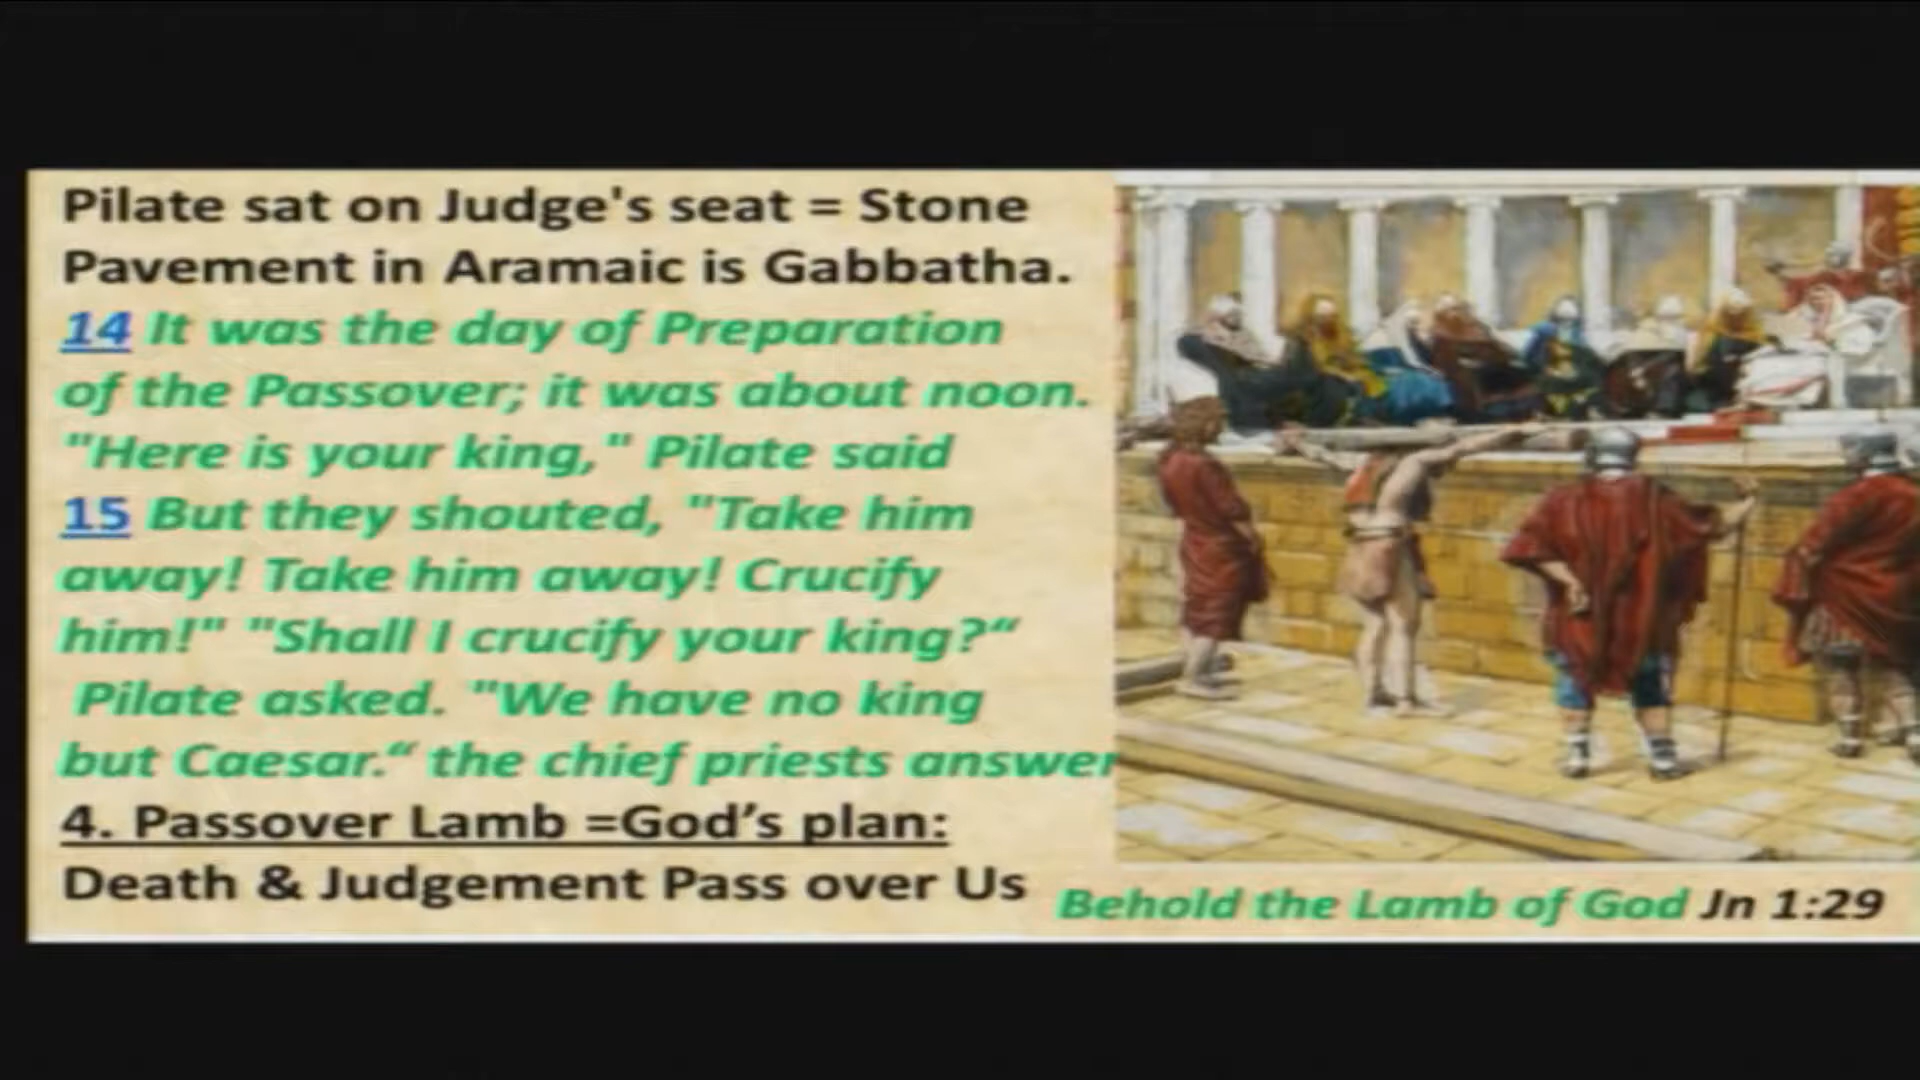 Pilate sat on Judge's seat = Stone
Pavement in Aramaic is Gabbatha.
14 It was the day of Preparation
of the Passover; it was about noon.
"Here is your king," Pilate said
15 But they shouted, "Take him
away! Take him away! Crucify
him!" "Shall I crucify your king?“
Pilate asked. "We have no king
but Caesar.“ the chief priests answer
4. Passover Lamb =God’s plan:
Death & Judgement Pass over Us
Behold the Lamb of God Jn 1:29